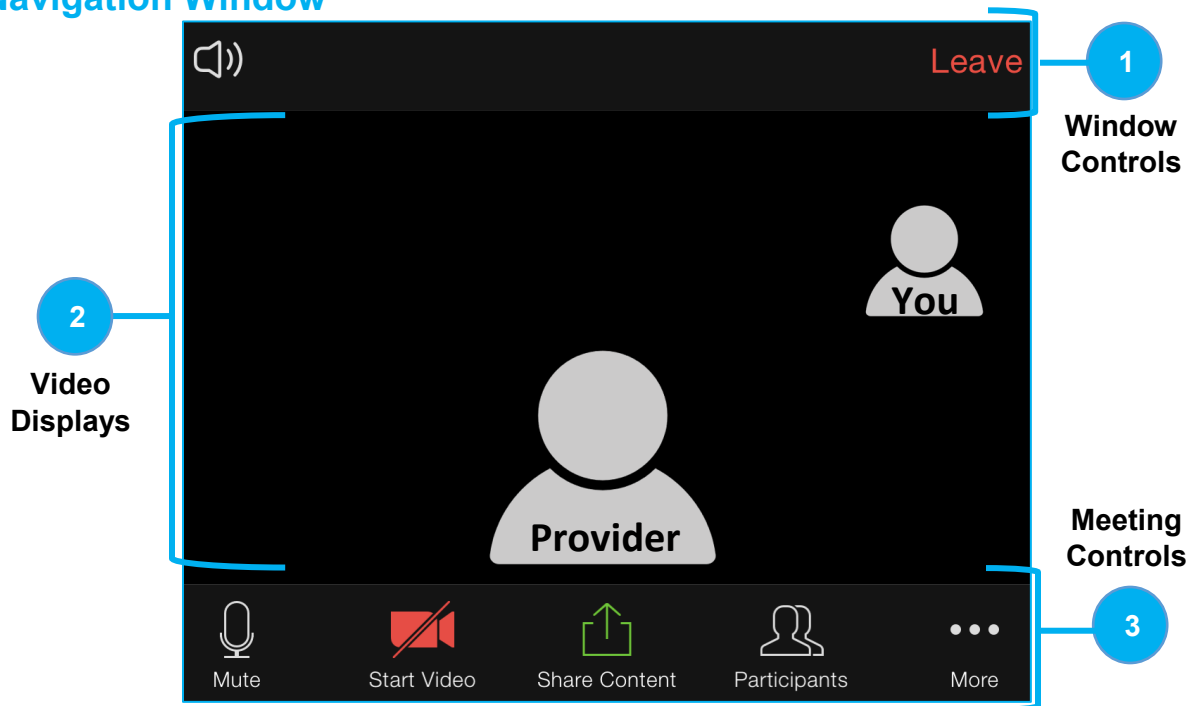 Navigation Window
Leave
1
Window
Controls
You
2
Video
Displays
Provider
Meeting
Controls
3
Mute
Start Video
Share Content
Participants
More